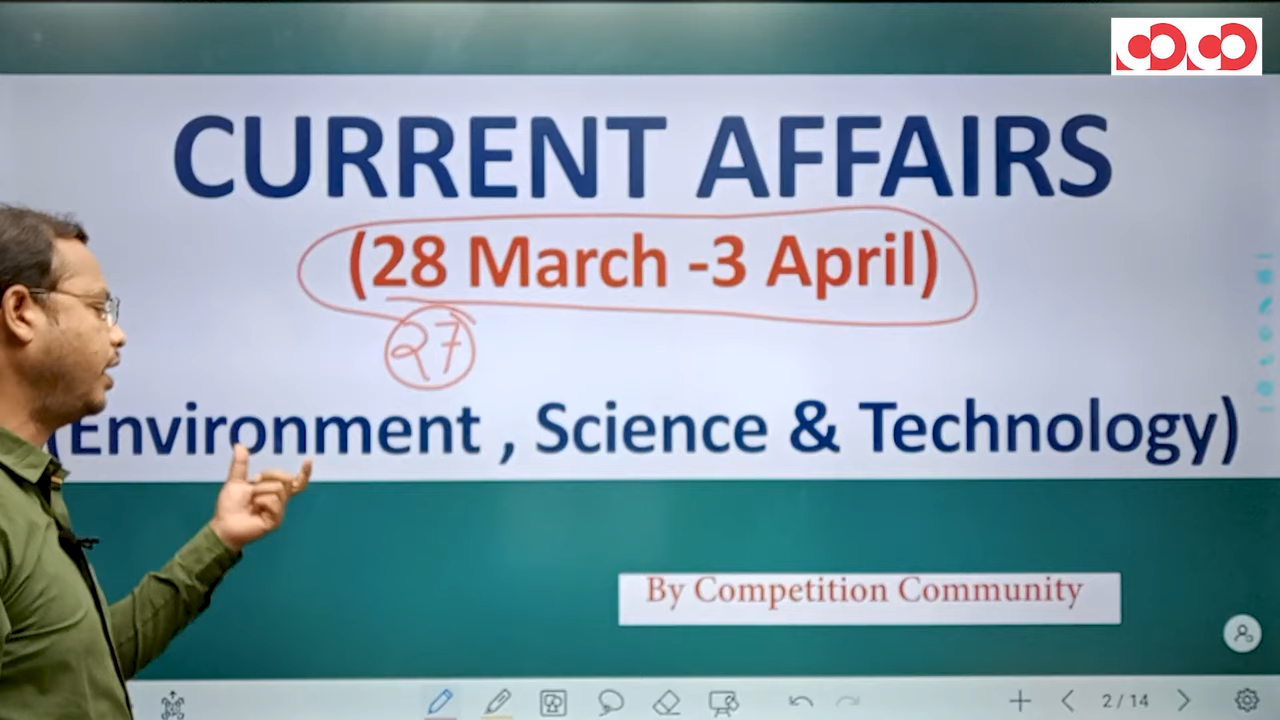 CURRENT AFFAIRS
(28 March -3 April)
27
(Environment , Science & Technology)
By Competition Community
2 / 14